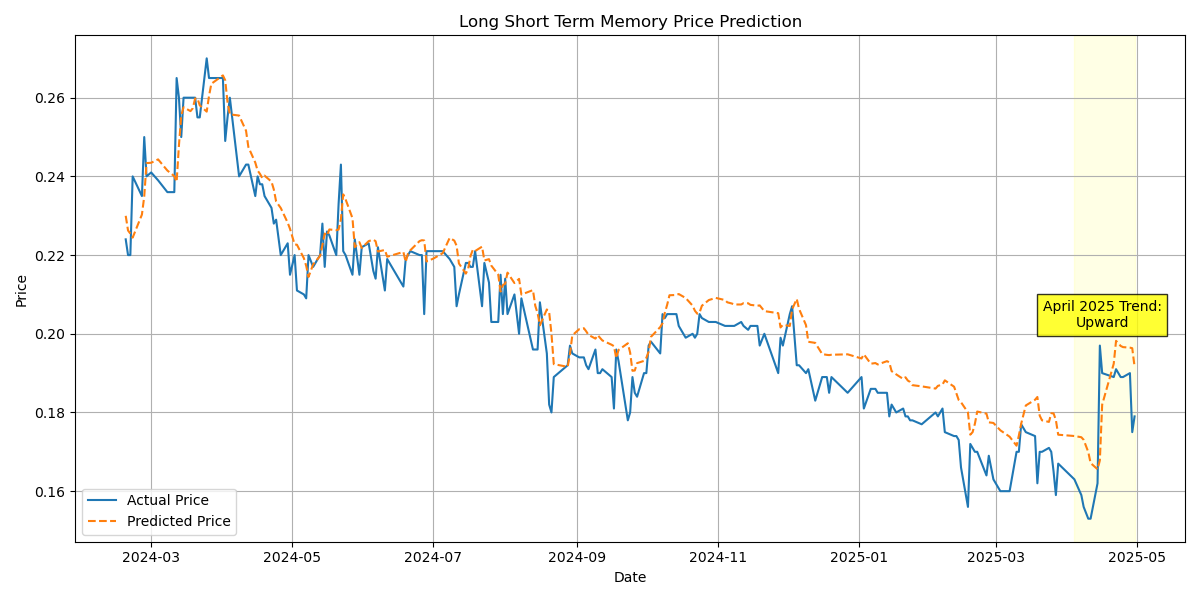 Long Short Term Memory Price Prediction
Price
0.26
0.24
0.22
0.20
0.18
0.16
April 2025 Trend:
Upward
Actual Price
Predicted Price
2024-03
2024-05
2024-07
2024-09
2024-11
2025-01
2025-03
2025-05
Date